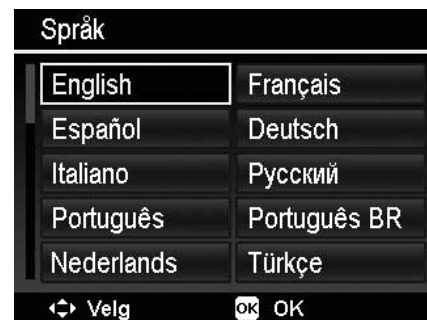 Språk
English Français
Español Deutsch
Italiano Русский
Português Português BR
Nederlands Türkçe
Velg OK OK